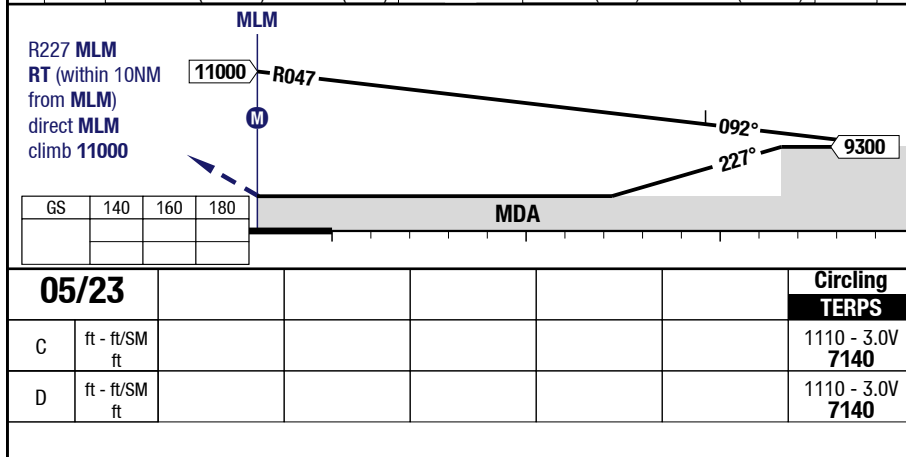 MLM
R227 MLM
RT (within 10NM
from MLM)
direct MLM
climb 11000
11000
R047
M
092°
9300
227°
GS 140 160 180
MDA
05/23 Circling
TERPS
C ft - ft/SM 1110 - 3.0V
ft 7140
D ft - ft/SM 1110 - 3.0V
ft 7140